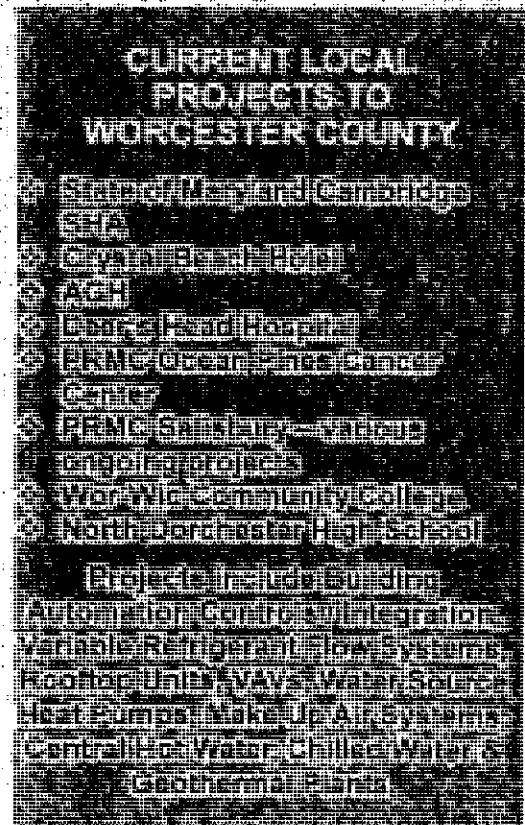 CURRENT LOCAL
PROJECTS TO
WORCESTER COUNTY
State of Maryland Cambridge
SHA
Crystal Beach Hotel
AGH
Deer's Head Hospital
PRMC Ocean Pines Cancer
Center
PRMC Salisbury – various
ongoing projects
Wor-Wic Community College
North Dorchester High School
Projects Include Building
Automation Controls Integration,
Variable Refrigerant Flow Systems,
Rooftop Units, VAVs, Water Source
Heat Pumps, Make Up Air Systems,
Central Hot Water, Chilled Water &
Geothermal Plants